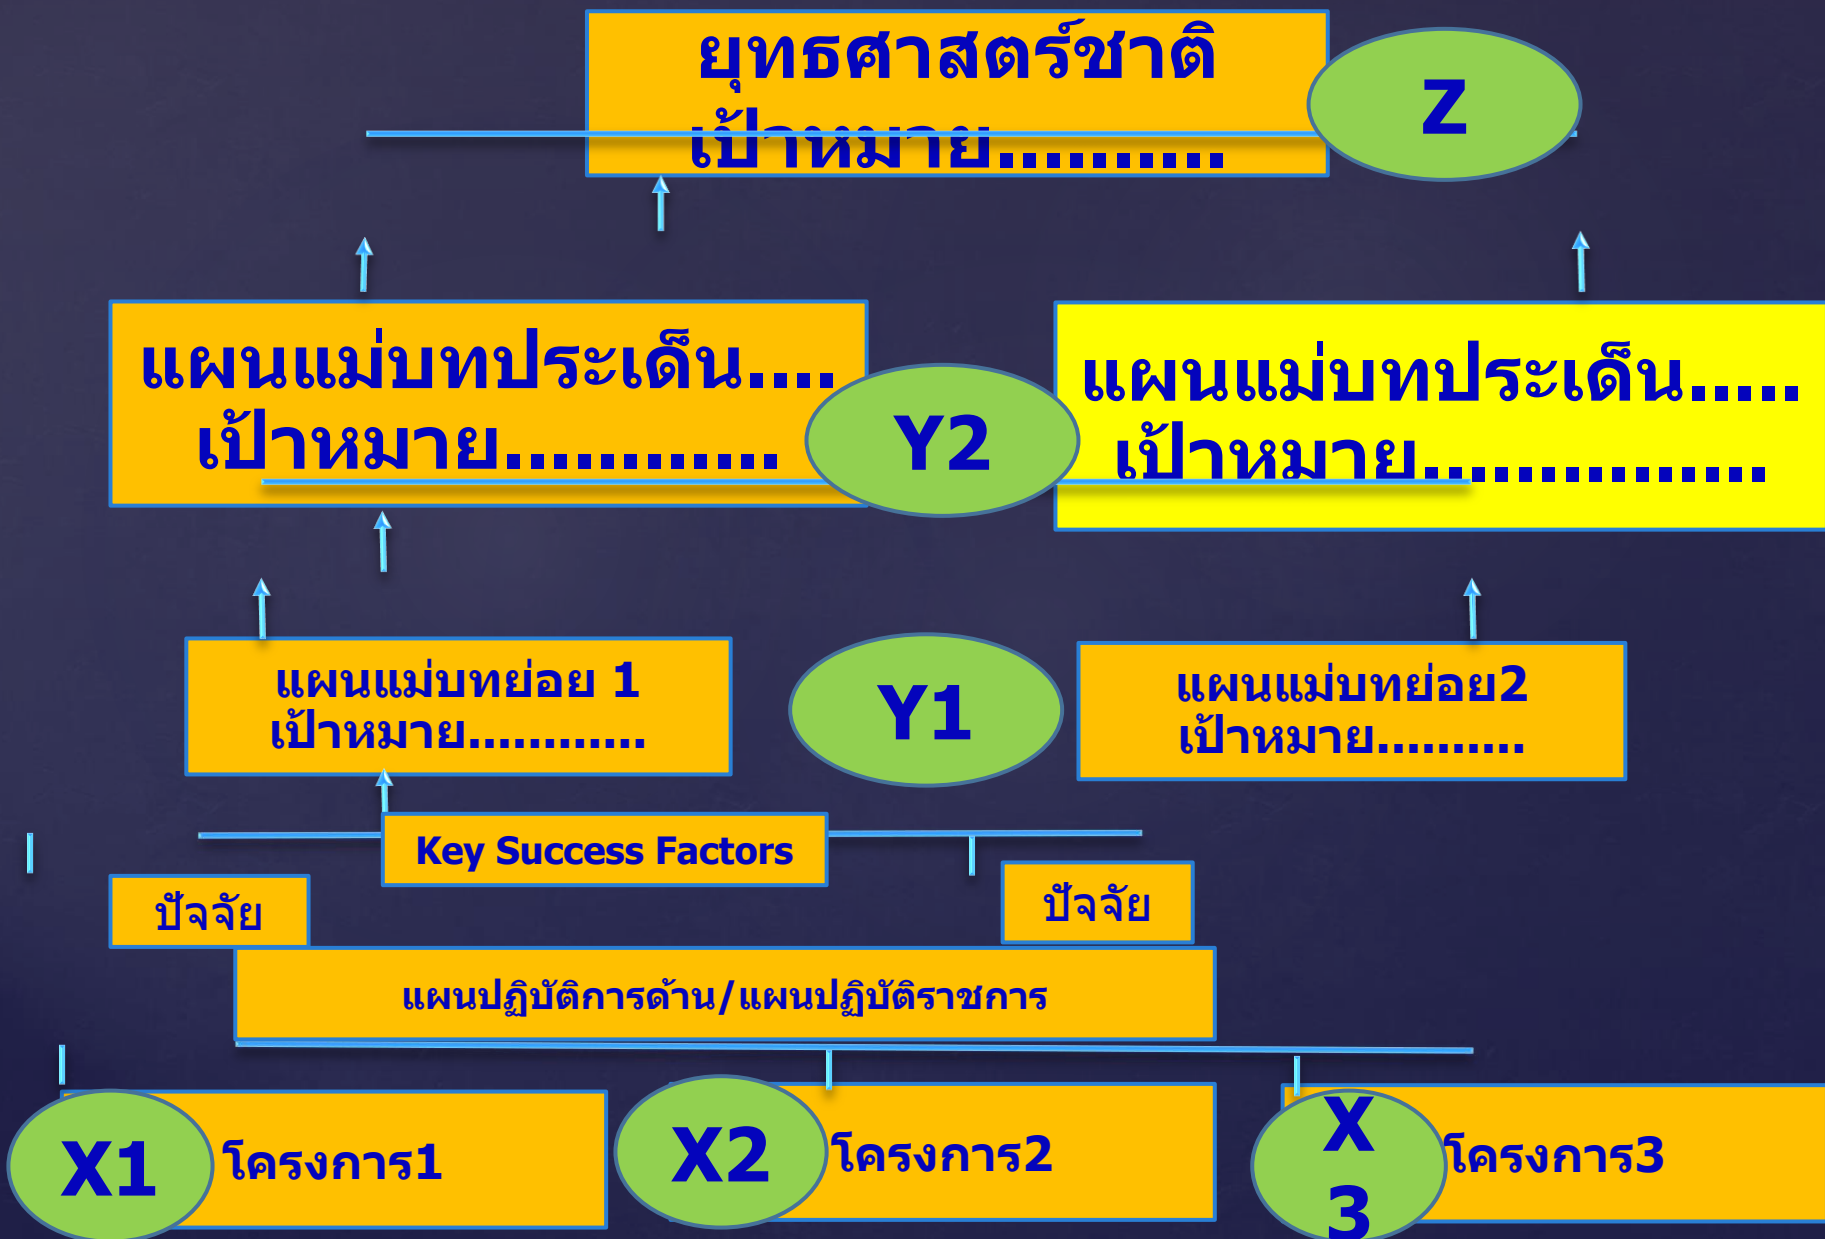 ยุทธศาสตร์ชาติ
เป้าหมาย..........
Z
แผนแม่บทประเด็น....
เป้าหมาย............
Y2
แผนแม่บทประเด็น.....
เป้าหมาย...............
แผนแม่บทย่อย 1
เป้าหมาย............
Y1
แผนแม่บทย่อย2
เป้าหมาย..........
Key Success Factors
ปัจจัย
ปัจจัย
แผนปฏิบัติการด้าน/แผนปฏิบัติราชการ
X1
โครงการ1
X2
โครงการ2
X
3
โครงการ3